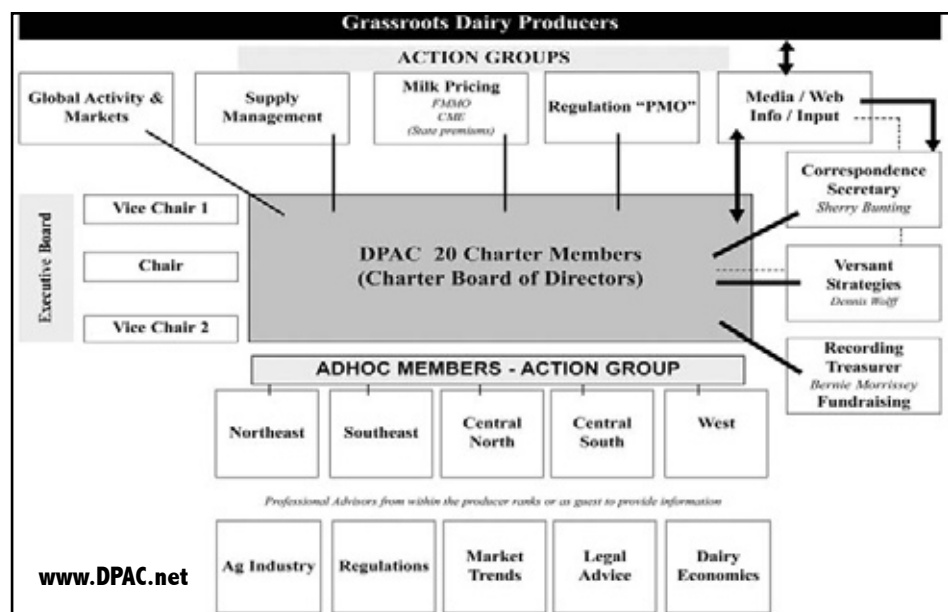 Grassroots Dairy Producers
ACTION GROUPS
Global Activity &
Markets
Supply
Management
Milk Pricing
FMMO
CME
(State premiums)
Regulation “PMO”
Media / Web
Info / Input
Correspondence
Secretary
Sherry Bunting
Executive Board
Vice Chair 1
Chair
Vice Chair 2
DPAC 20 Charter Members
(Charter Board of Directors)
Versant
Strategies
Dennis Wolff
Recording
Treasurer
Bernie Morrissey
Fundraising
ADHOC MEMBERS - ACTION GROUP
Northeast
Southeast
Central
North
Central
South
West
Professional Advisors from within the producer ranks or as guest to provide information
Ag Industry
Regulations
Market
Trends
Legal
Advice
Dairy
Economics
www.DPAC.net